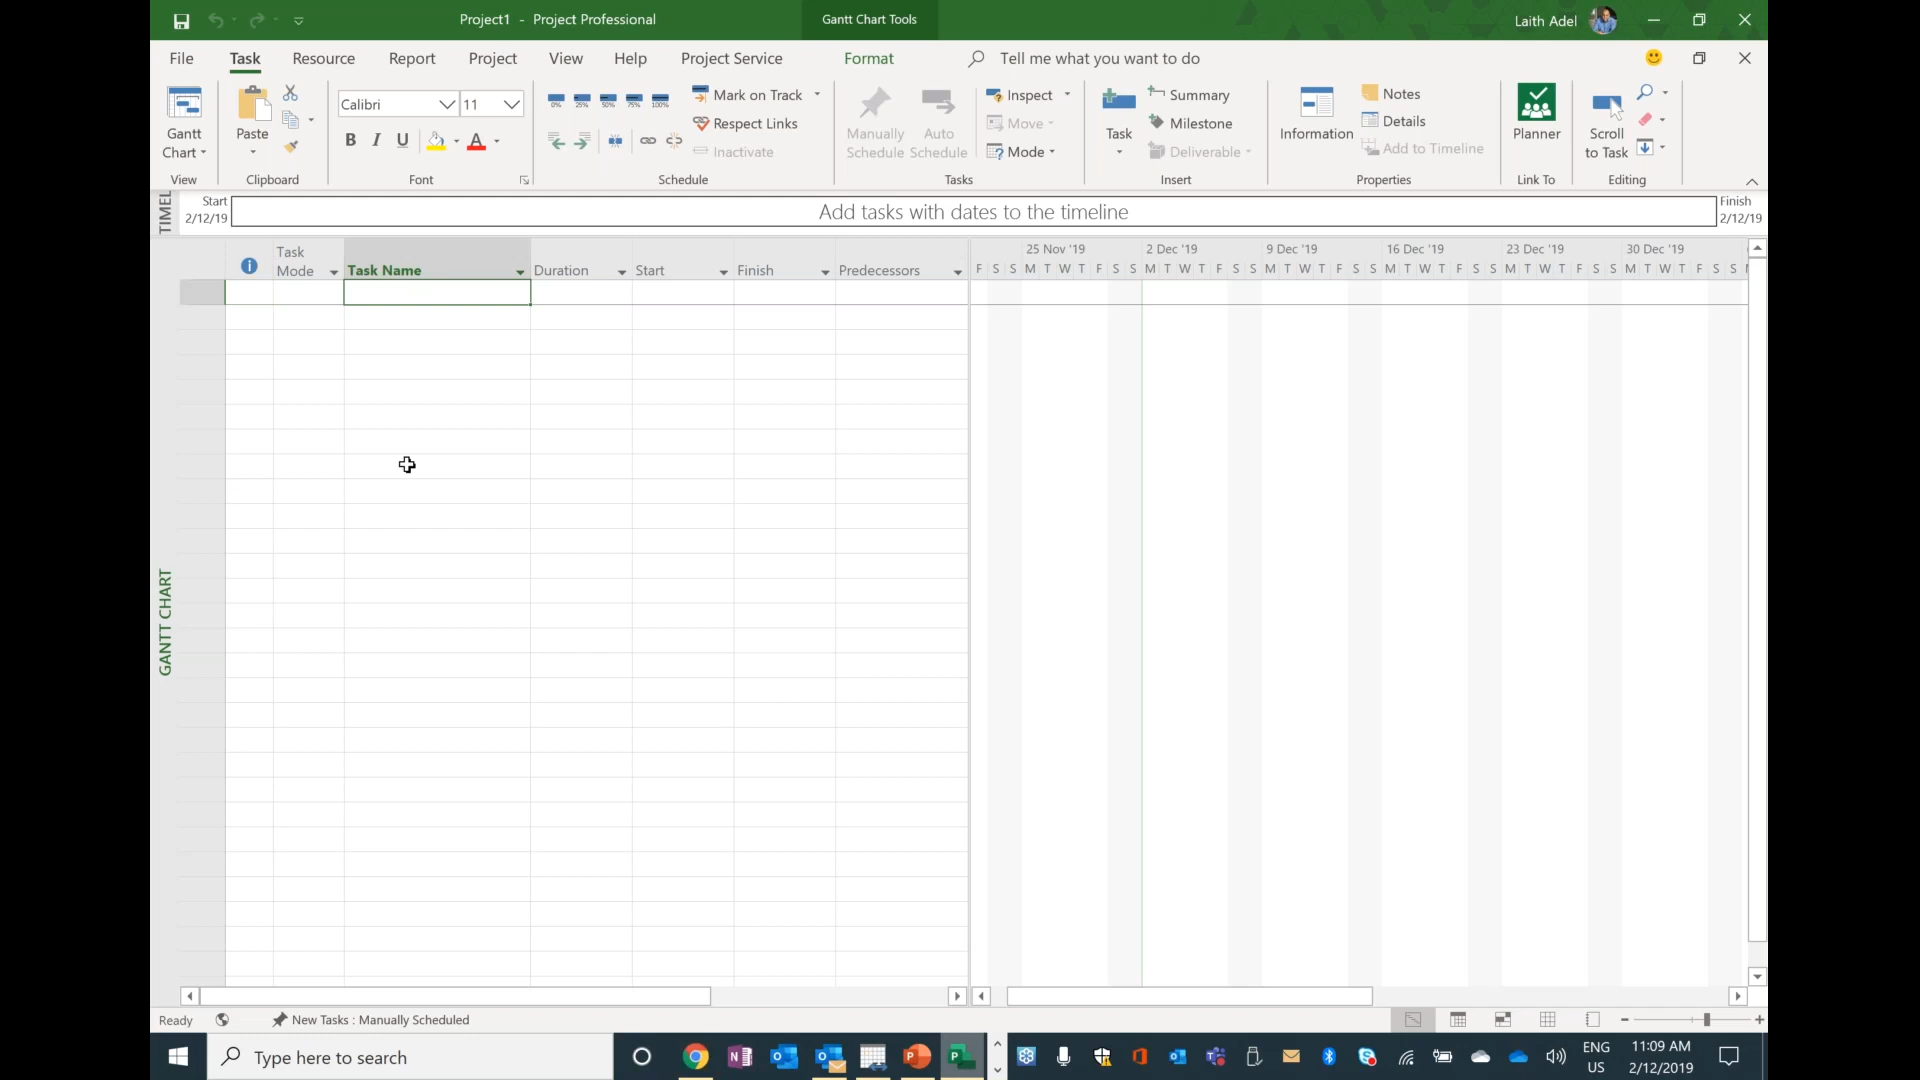 Project1 - Project Professional
Gantt Chart Tools
Laith Adel
File Task Resource Report Project View Help Project Service Format Tell me what you want to do
Gantt
Chart
View
Paste
Clipboard
Calibri 11
B I U A
Font
0% 25% 50% 75% 100%
Mark on Track
Respect Links
Inactivate
Schedule
Manually
Schedule
Auto
Schedule
Inspect
Move
Mode
Tasks
Task
Summary
Milestone
Deliverable
Insert
Information
Notes
Details
Add to Timeline
Properties
Planner
Link To
Scroll
to Task
Editing
TIMEL
Start
2/12/19
Add tasks with dates to the timeline
Finish
2/12/19
Task
Mode
Task Name
Duration
Start
Finish
Predecessors
25 Nov '19 2 Dec '19 9 Dec '19 16 Dec '19 23 Dec '19 30 Dec '19
F S S M T W T F S S M T W T F S S M T W T F S S M T W T F S S M T W T F S S M T W T F S S
GANTT CHART
Ready New Tasks : Manually Scheduled
Type here to search
ENG
US
11:09 AM
2/12/2019